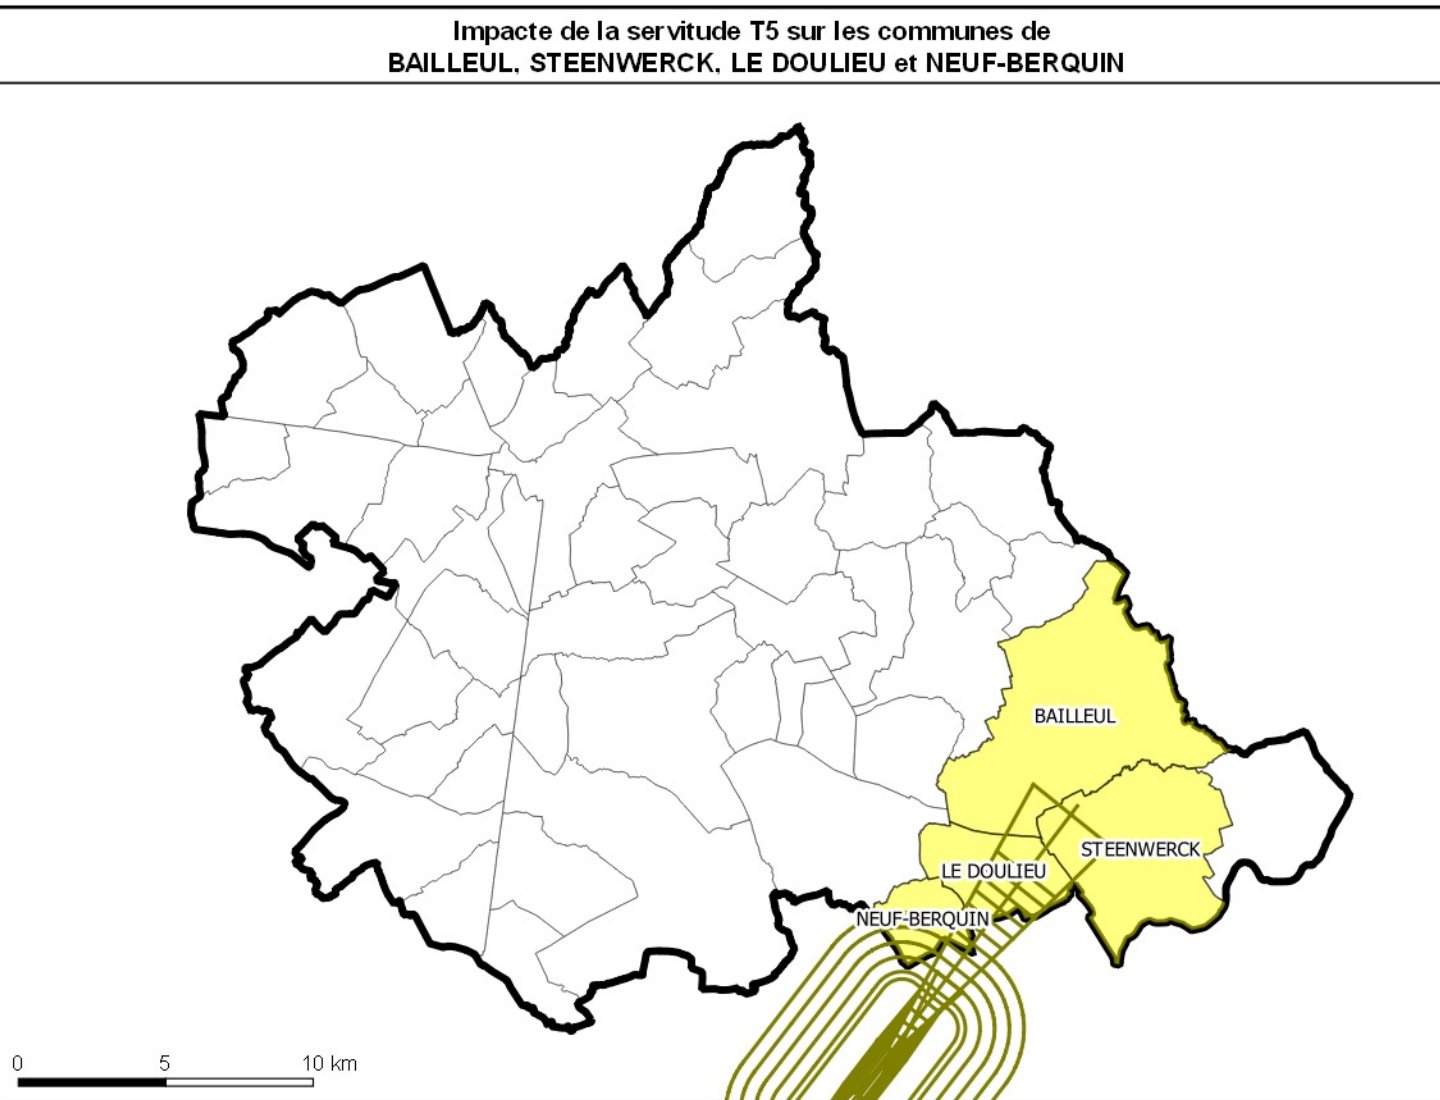 Impacte de la servitude T5 sur les communes de
BAILLEUL, STEENWERCK, LE DOULIEU et NEUF-BERQUIN
BAILLEUL
STEENWERCK
LE DOULIEU
NEUF-BERQUIN
0 5 10 km